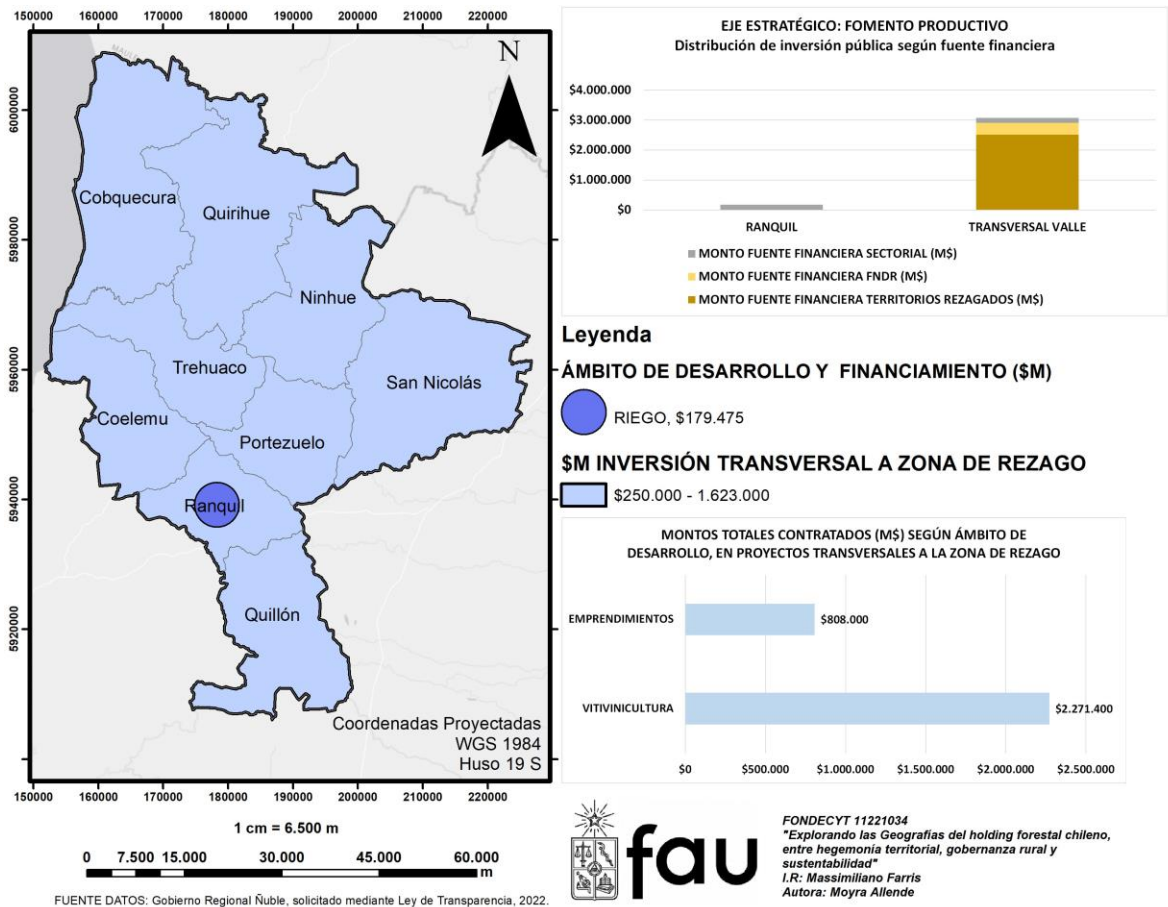 150000 160000 170000 180000 190000 200000 210000 220000
6000000
5980000
5960000
5940000
5920000
N
Cobquecura
Quirihue
Ninhue
Trehuaco
San Nicolás
Coelemu
Portezuelo
Ranquil
Quillón
Coordenadas Proyectadas
WGS 1984
Huso 19 S
150000 160000 170000 180000 190000 200000 210000 220000
1 cm = 6.500 m
0 7.500 15.000 30.000 45.000 60.000
m
FUENTE DATOS: Gobierno Regional Ñuble, solicitado mediante Ley de Transparencia, 2022.
EJE ESTRATÉGICO: FOMENTO PRODUCTIVO
Distribución de inversión pública según fuente financiera
$4.000.000
$3.000.000
$2.000.000
$1.000.000
$0
RANQUIL TRANSVERSAL VALLE
MONTO FUENTE FINANCIERA SECTORIAL (M$)
MONTO FUENTE FINANCIERA FNDR (M$)
MONTO FUENTE FINANCIERA TERRITORIOS REZAGADOS (M$)
Leyenda
ÁMBITO DE DESARROLLO Y FINANCIAMIENTO ($M)
RIEGO, $179.475
$M INVERSIÓN TRANSVERSAL A ZONA DE REZAGO
$250.000 - 1.623.000
MONTOS TOTALES CONTRATADOS (M$) SEGÚN ÁMBITO DE
DESARROLLO, EN PROYECTOS TRANSVERSALES A LA ZONA DE REZAGO
EMPRENDIMIENTOS $808.000
VITIVINICULTURA $2.271.400
$0 $500.000 $1.000.000 $1.500.000 $2.000.000 $2.500.000
fau
FONDECYT 11221034
"Explorando las Geografías del holding forestal chileno,
entre hegemonía territorial, gobernanza rural y
sustentabilidad"
I.R: Massimiliano Farris
Autora: Moyra Allende